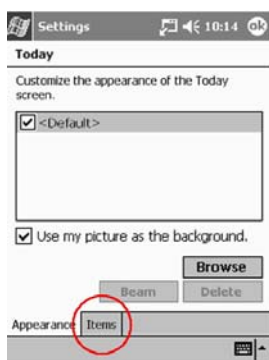 Settings 10:14 ok
Today
Customize the appearance of the Today
screen.
<Default>
Use my picture as the background.
Browse
Beam Delete
Appearance Items